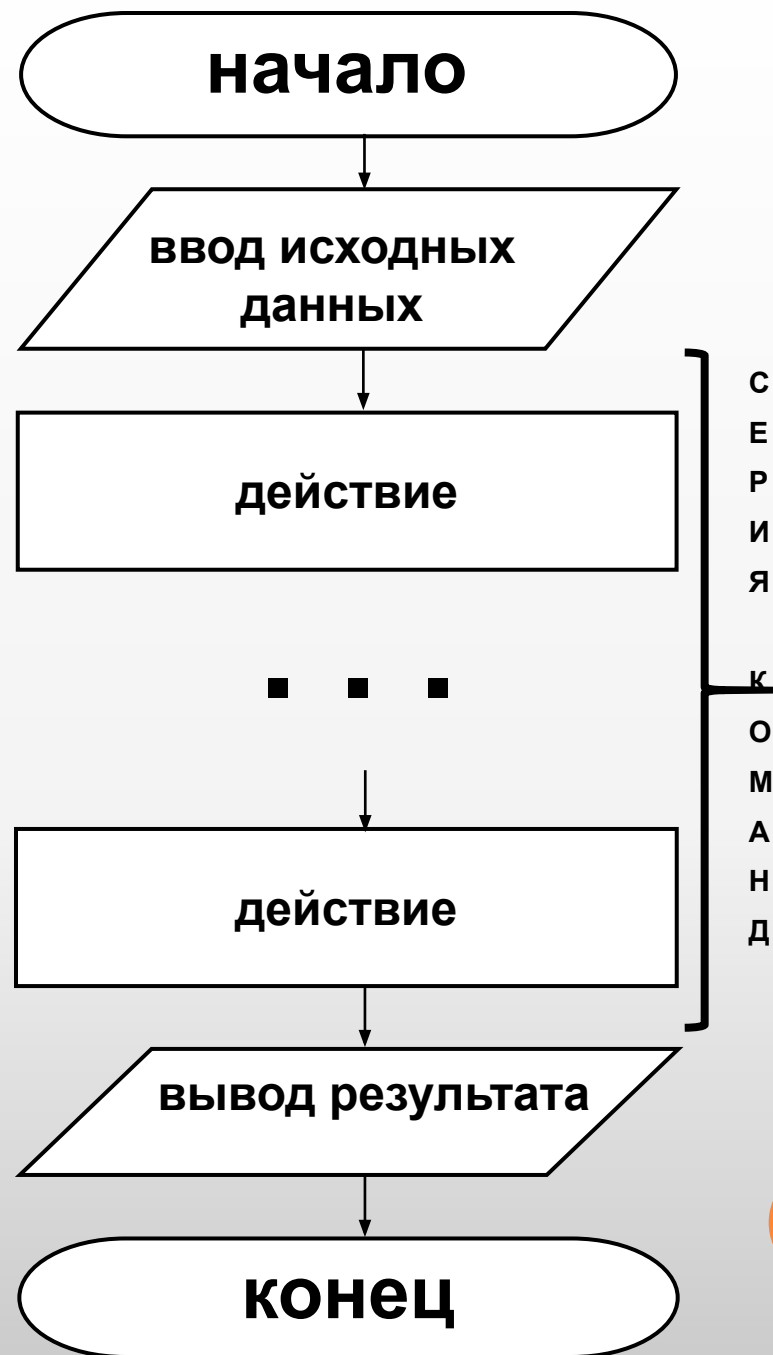 начало
ввод исходных
данных
действие
. . .
действие
вывод результата
конец
С
Е
Р
И
Я
К
О
М
А
Н
Д